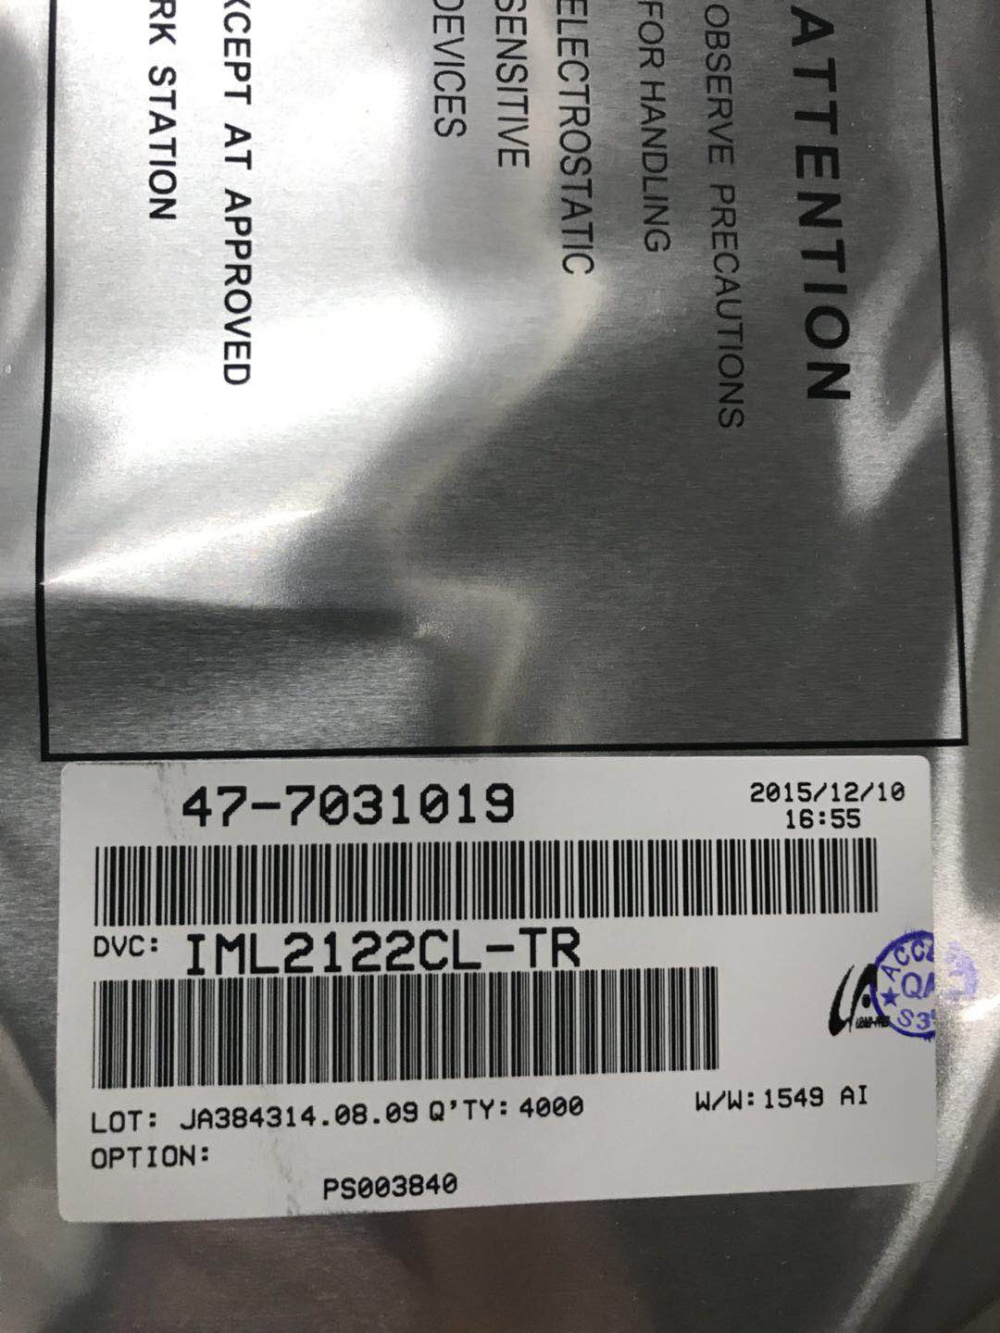 ATTENTION
OBSERVE PRECAUTIONS
FOR HANDLING
ELECTROSTATIC
SENSITIVE
DEVICES
XCEPT AT APPROVED
RK STATION
47-7031019
2015/12/10
16:55
DVC: IML2122CL-TR
QA
LOT: JA384314.08.09 Q'TY: 4000
W/W: 1549 AI
OPTION:
PS003840